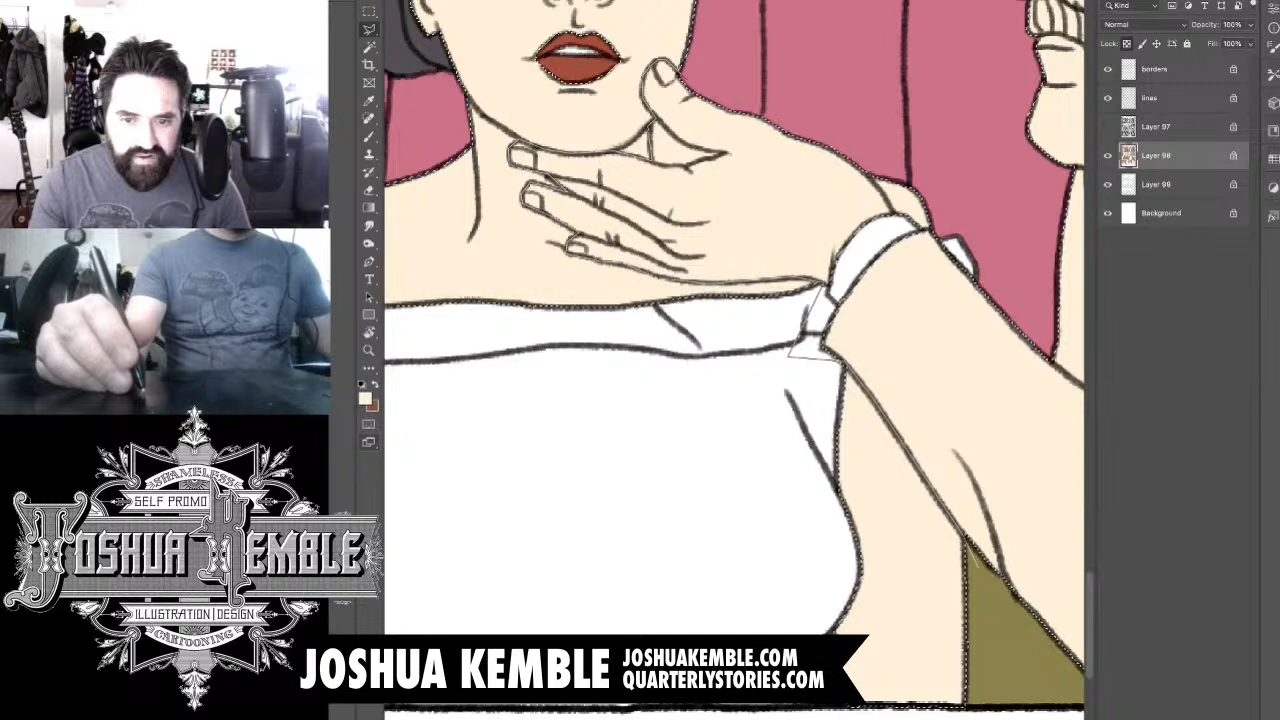 Kind
Normal
Opacity: 100%
Lock:
Fill: 100%
borders
lines
Layer 97
Layer 98
Layer 99
Background
SHAMELESS
SELF PROMO
JOSHUA KEMBLE
ILLUSTRATION|DESIGN
CARTOONING
JOSHUA KEMBLE
JOSHUAKEMBLE.COM
QUARTERLYSTORIES.COM